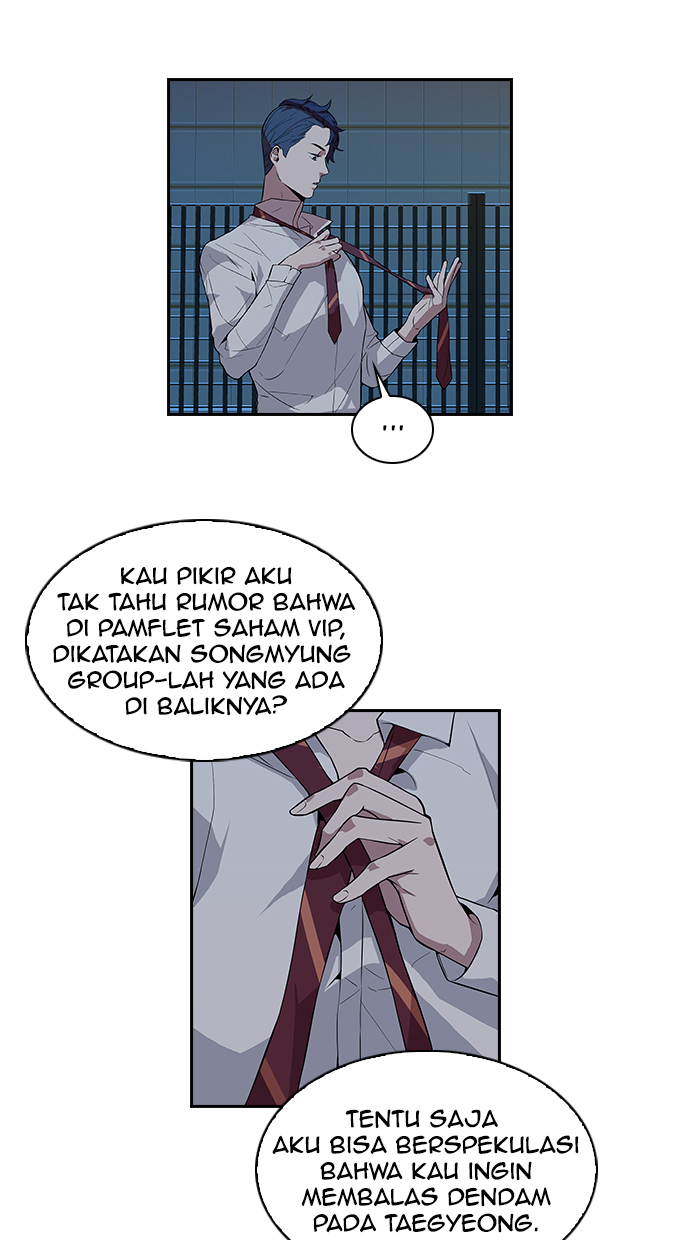 ...
KAU PIKIR AKU
TAK TAHU RUMOR BAHWA
DI PAMFLET SAHAM VIP,
DIKATAKAN SONGMYUNG
GROUP-LAH YANG ADA
DI BALIKNYA?
TENTU SAJA
AKU BISA BERSPEKULASI
BAHWA KAU INGIN
MEMBALAS DENDAM
PADA TAEGYEONG.